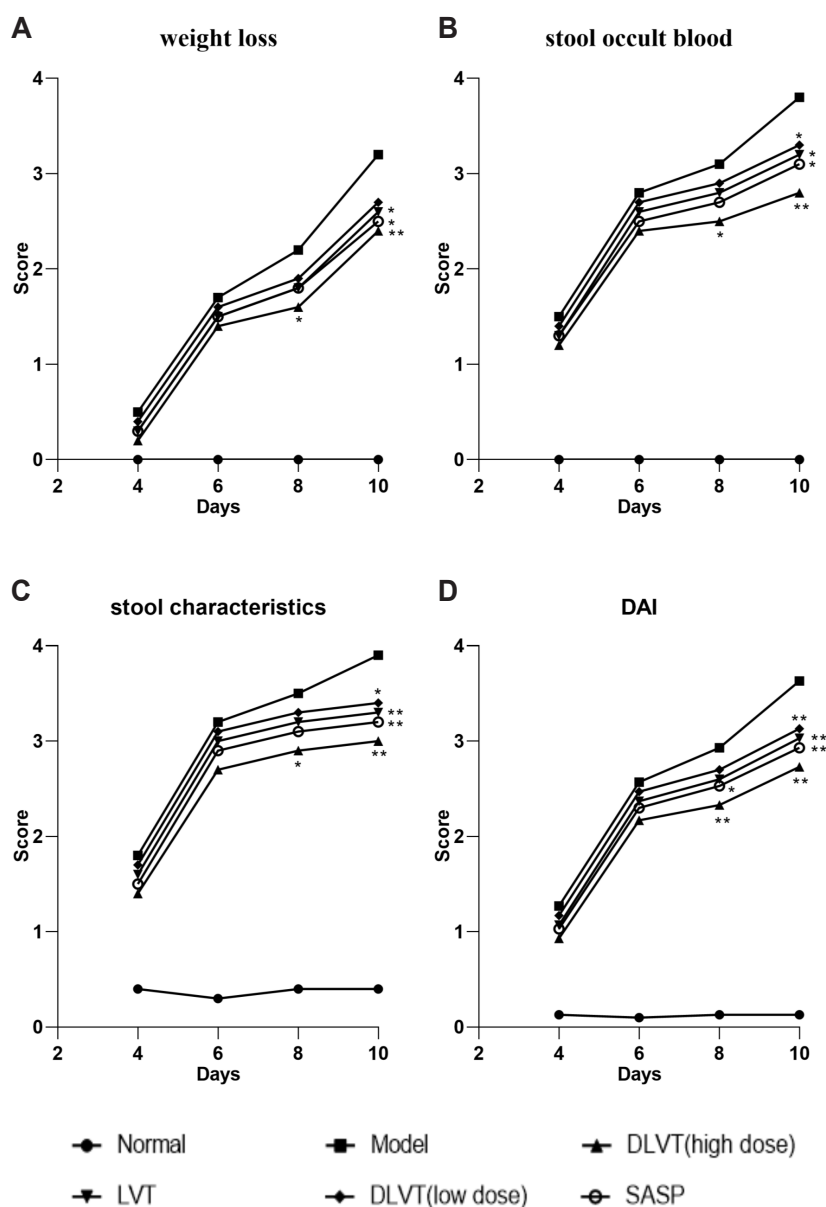 A
weight loss
4
3
2
1
0
Score
2 4 6 8 10
Days
*
*
*
**
B
stool occult blood
4
3
2
1
0
Score
2 4 6 8 10
Days
*
*
*
*
**
C
stool characteristics
4
3
2
1
0
Score
2 4 6 8 10
Days
*
*
**
**
**
D
DAI
4
3
2
1
0
Score
2 4 6 8 10
Days
*
**
**
**
**
**
Normal Model DLVT(high dose)
LVT DLVT(low dose) SASP